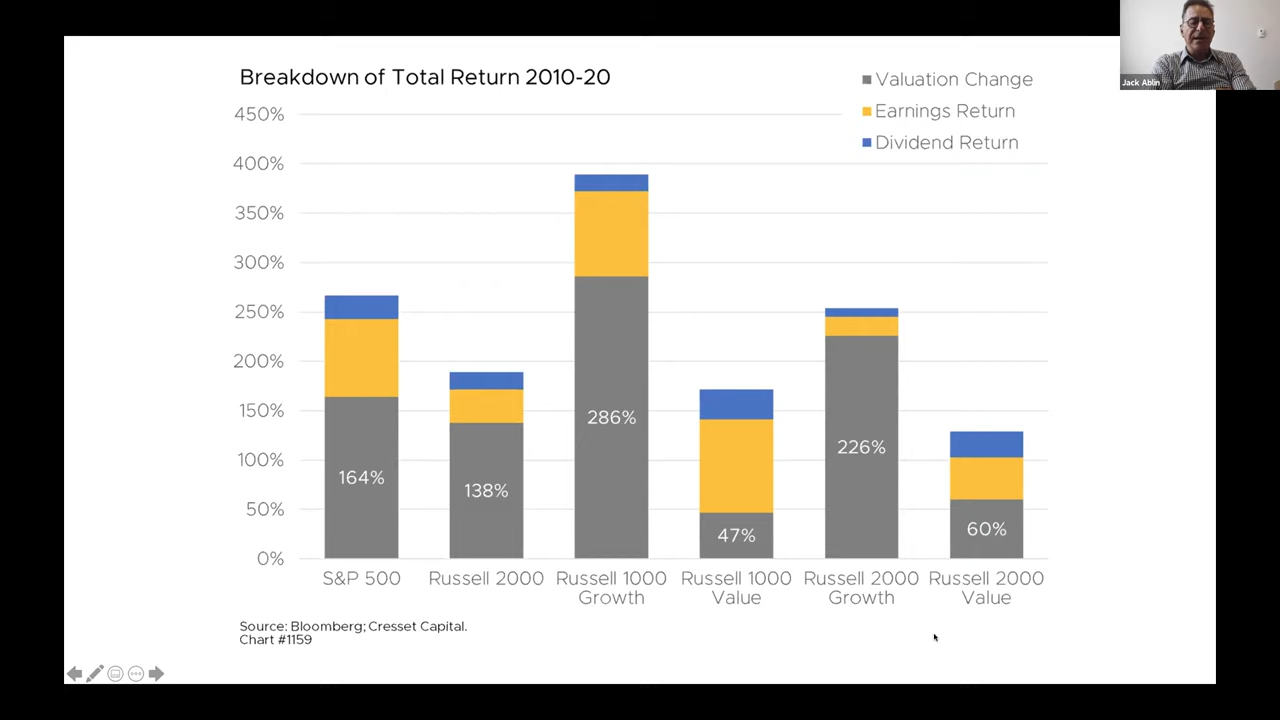 Jack Ablin
Breakdown of Total Return 2010-20
Valuation Change
Earnings Return
Dividend Return
450%
400%
350%
300%
250%
200%
150%
100%
50%
0%
164%
138%
286%
47%
226%
60%
S&P 500
Russell 2000
Russell 1000
Growth
Russell 1000
Value
Russell 2000
Growth
Russell 2000
Value
Source: Bloomberg; Cresset Capital.
Chart #1159